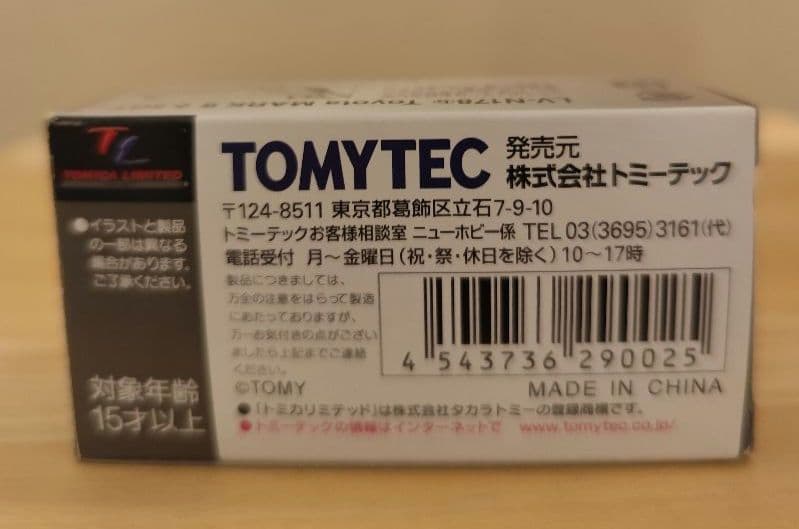 LV-N178b Toyota MARK II
TL
TOMICA LIMITED
●イラストと製品
の一部は異なる
場合があります。
ご了承ください。
対象年齢
15才以上
TOMYTEC 発売元
株式会社トミーテック
〒124-8511 東京都葛飾区立石7-9-10
トミーテックお客様相談室 ニューホビー係 TEL 03(3695)3161(代)
電話受付 月〜金曜日(祝・祭・休日を除く)10〜17時
製品につきましては、
万全の注意をはらって製造
にあたっておりますが、
万一お気付きの点がござい
ましたら上記までご連絡
ください。
4 543736 290025
©TOMY
MADE IN CHINA
●「トミカリミテッド」は株式会社タカラトミーの登録商標です。
●トミーテックの情報はインターネットで www.tomytec.co.jp/